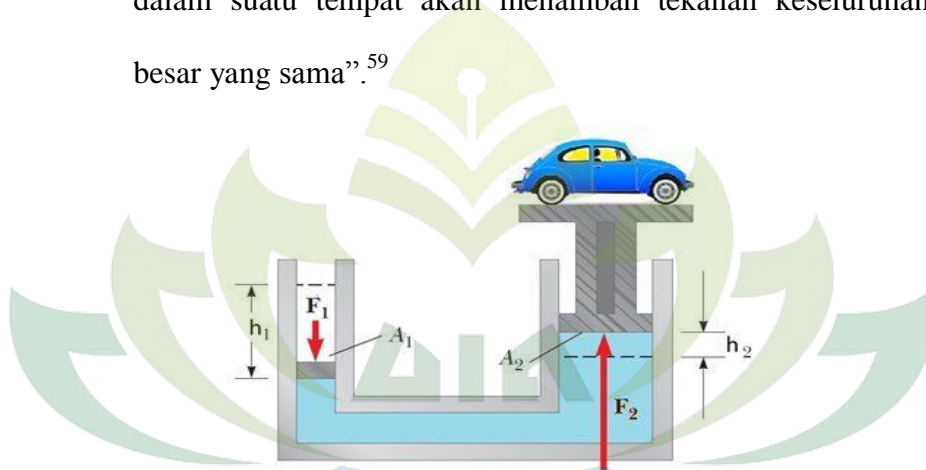 dalam suatu tempat akan menambah tekanan keseluruhan
besar yang sama”.59
F1
h1
A1
A2
h2
F2